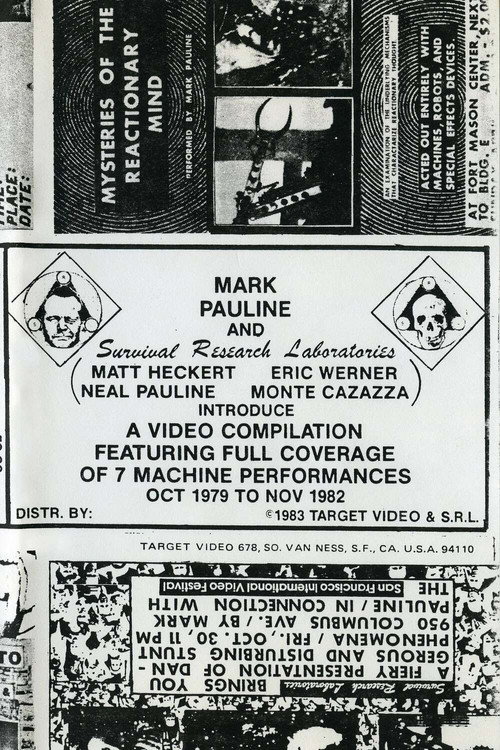 PLACE:
DATE:
MYSTERIES OF THE
REACTIONARY
MIND
PERFORMED BY MARK PAULINE
AN EXAMINATION OF THE UNDERLYING MECHANISMS
THAT CHARACTERIZE REACTIONARY THOUGHT
ACTED OUT ENTIRELY WITH
MACHINES, ROBOTS, AND
SPECIAL EFFECTS DEVICES
AT FORT MASON CENTER, NEXT
TO BLDG. E ADM. - $2.00
MARK
PAULINE
AND
Survival Research Laboratories
(MATT HECKERT ERIC WERNER
NEAL PAULINE MONTE CAZAZZA)
INTRODUCE
A VIDEO COMPILATION
FEATURING FULL COVERAGE
OF 7 MACHINE PERFORMANCES
OCT 1979 TO NOV 1982
DISTR. BY: ©1983 TARGET VIDEO & S.R.L.
TARGET VIDEO 678, SO. VAN NESS, S.F., CA. U.S.A. 94110
Survival Research Laboratories BRINGS YOU
A FIERY PRESENTATION OF DAN-
GEROUS AND DISTURBING STUNT
PHENOMENA / FRI., OCT. 30, 11 PM
950 COLUMBUS AVE. / BY MARK
PAULINE / IN CONNECTION WITH
THE San Francisco International Video Festival
TO